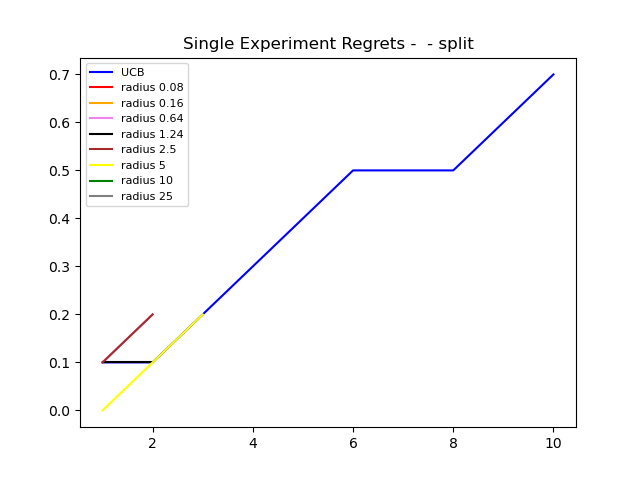 Single Experiment Regrets -  - split
UCB
radius 0.08
radius 0.16
radius 0.64
radius 1.24
radius 2.5
radius 5
radius 10
radius 25
0.7
0.6
0.5
0.4
0.3
0.2
0.1
0.0
2 4 6 8 10